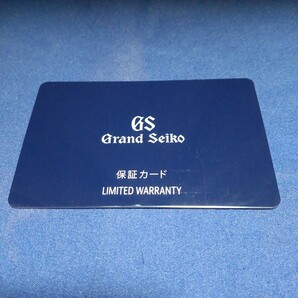 GS
Grand Seiko
保証カード
LIMITED WARRANTY